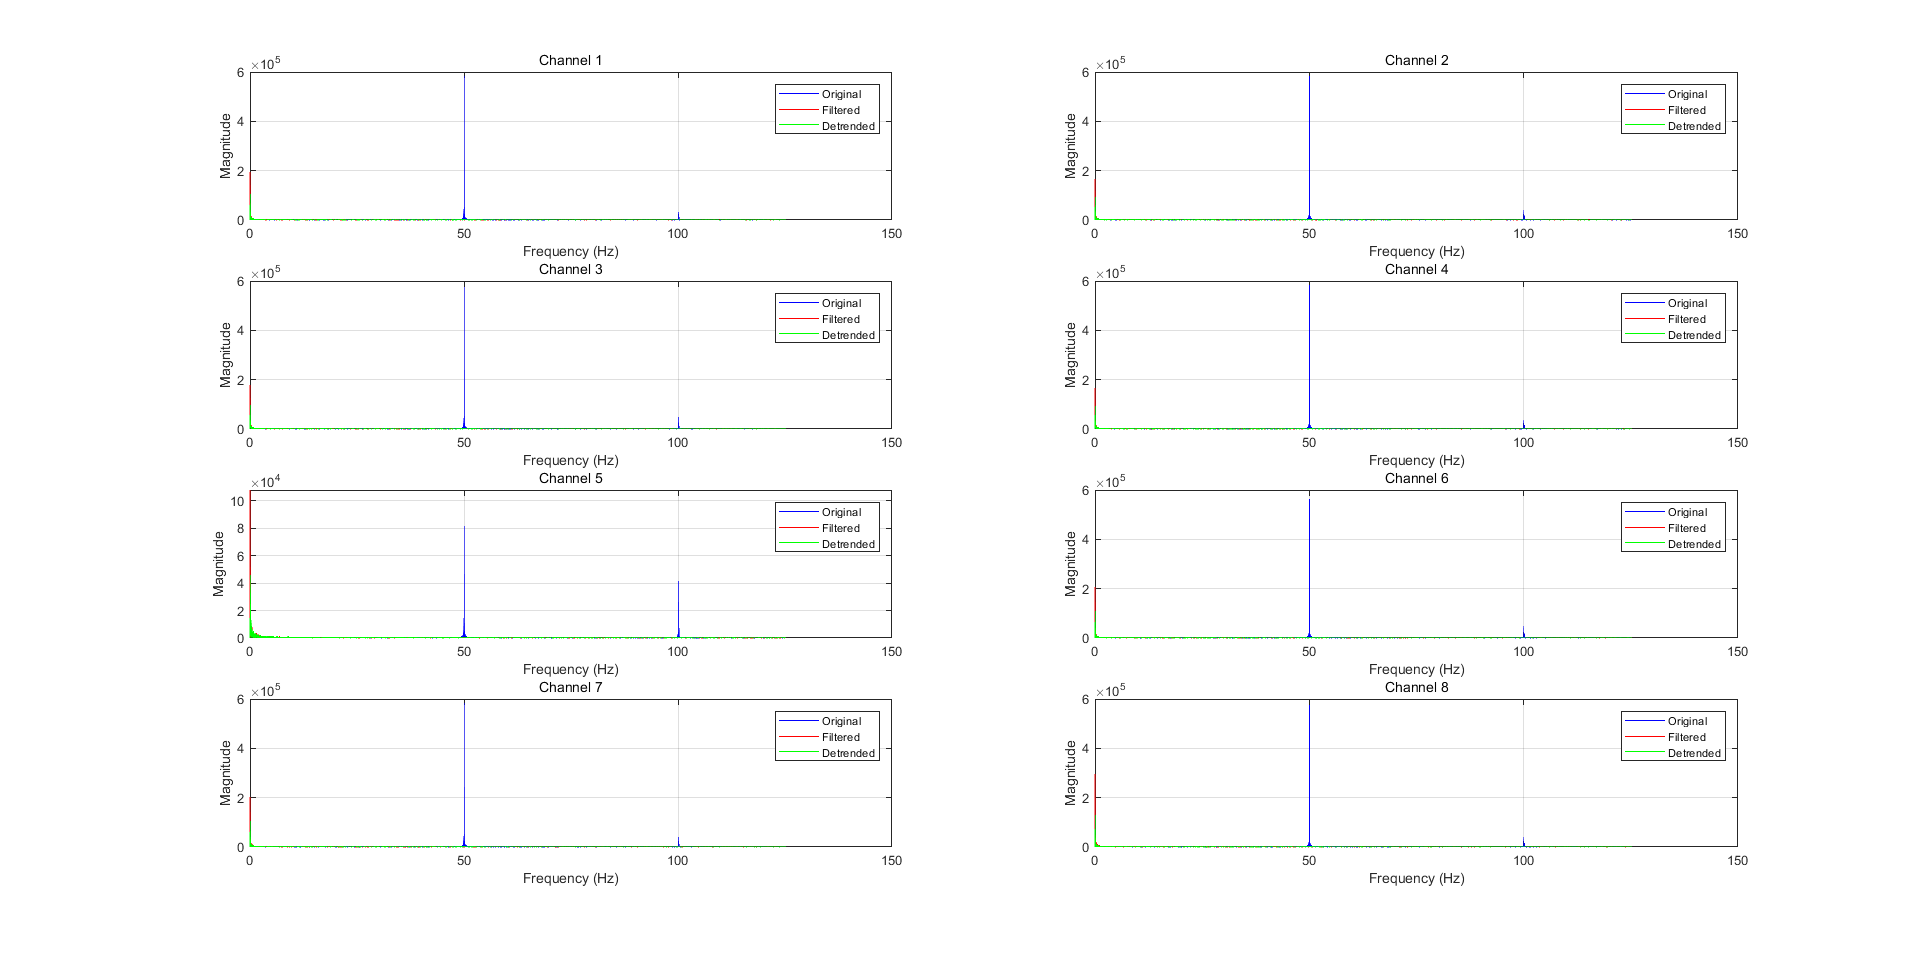 Channel 1
×10^5
6
4
2
0
0 50 100 150
Magnitude
Frequency (Hz)
Original
Filtered
Detrended
Channel 2
×10^5
6
4
2
0
0 50 100 150
Magnitude
Frequency (Hz)
Original
Filtered
Detrended
Channel 3
×10^5
6
4
2
0
0 50 100 150
Magnitude
Frequency (Hz)
Original
Filtered
Detrended
Channel 4
×10^5
6
4
2
0
0 50 100 150
Magnitude
Frequency (Hz)
Original
Filtered
Detrended
Channel 5
×10^4
10
8
6
4
2
0
0 50 100 150
Magnitude
Frequency (Hz)
Original
Filtered
Detrended
Channel 6
×10^5
6
4
2
0
0 50 100 150
Magnitude
Frequency (Hz)
Original
Filtered
Detrended
Channel 7
×10^5
6
4
2
0
0 50 100 150
Magnitude
Frequency (Hz)
Original
Filtered
Detrended
Channel 8
×10^5
6
4
2
0
0 50 100 150
Magnitude
Frequency (Hz)
Original
Filtered
Detrended